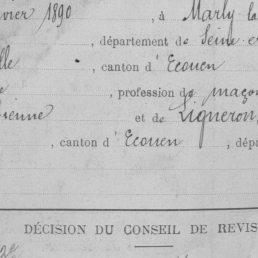 vrier 1890, à Marly-la
, département de Seine-e
lle, canton d'Ecouen
e, profession de maçon
ienne et de Ligneron,
, canton d'Ecouen, dép
DÉCISION DU CONSEIL DE REVIS